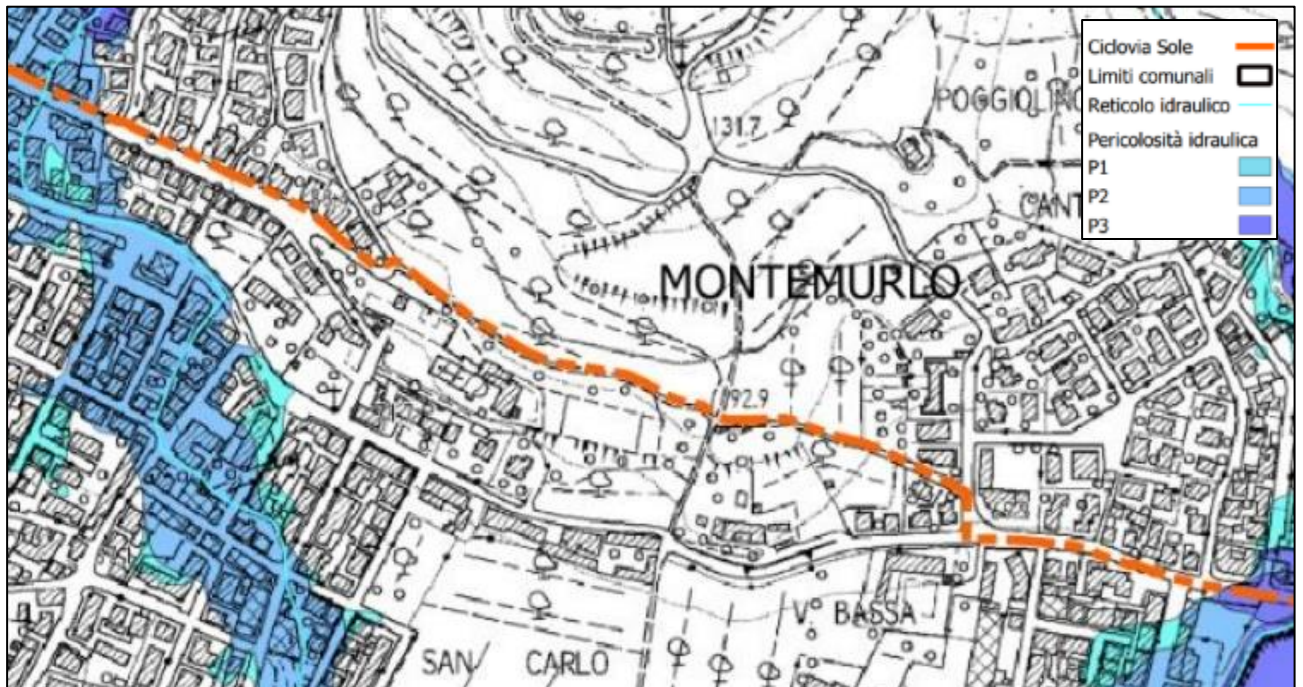 Ciclovia Sole
Limiti comunali
Reticolo idraulico
Pericolosità idraulica
P1
P2
P3
131.7
MONTEMURLO
92.9
V. BASSA
SAN CARLO